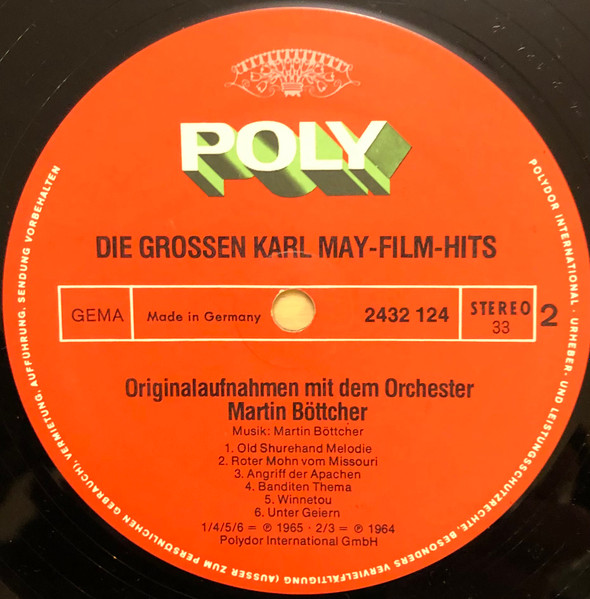 POLY
DIE GROSSEN KARL MAY-FILM-HITS
GEMA
Made in Germany
2432 124
STEREO
33
2
Originalaufnahmen mit dem Orchester
Martin Böttcher
Musik: Martin Böttcher
1. Old Shurehand Melodie
2. Roter Mohn vom Missouri
3. Angriff der Apachen
4. Banditen Thema
5. Winnetou
6. Unter Geiern
1/4/5/6 = ℗ 1965 · 2/3 = ℗ 1964
Polydor International GmbH
POLYDOR INTERNATIONAL · URHEBER- UND LEISTUNGSSCHUTZRECHTE, BESONDERS VERVIELFÄLTIGUNG (AUSSER ZUM PERSÖNLICHEN GEBRAUCH), VERMIETUNG, AUFFÜHRUNG, SENDUNG VORBEHALTEN